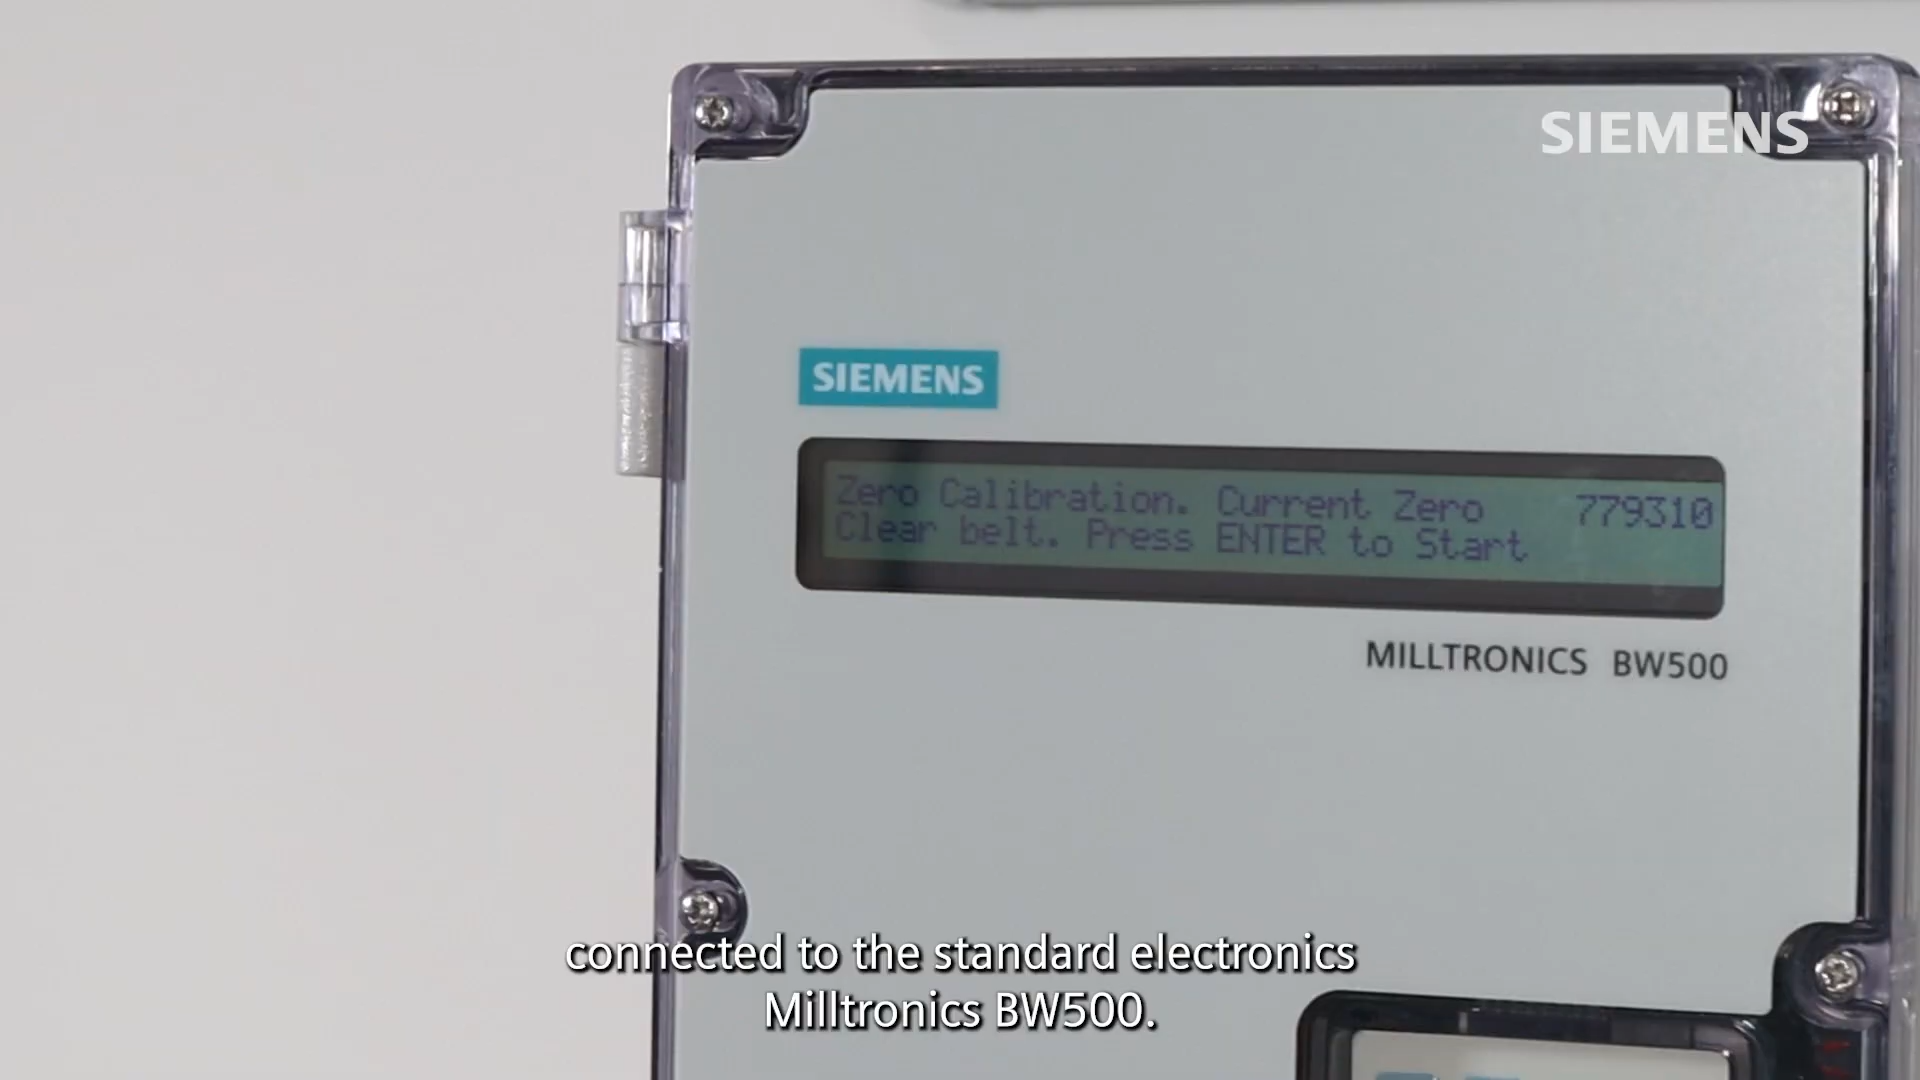 SIEMENS
SIEMENS
Zero Calibration. Current Zero 779310
Clear belt. Press ENTER to Start
MILLTRONICS BW500
connected to the standard electronics
Milltronics BW500.